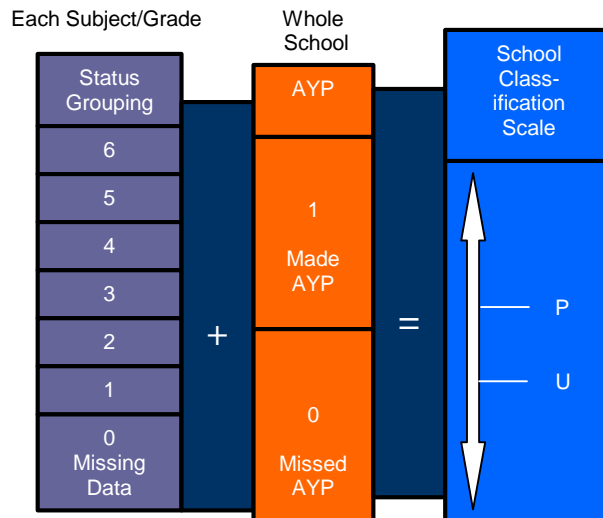 Each Subject/Grade
Status
Grouping
6
5
4
3
2
1
0
Missing
Data
+
Whole
School
AYP
1
Made
AYP
0
Missed
AYP
=
School
Class-
ification
Scale
P
U